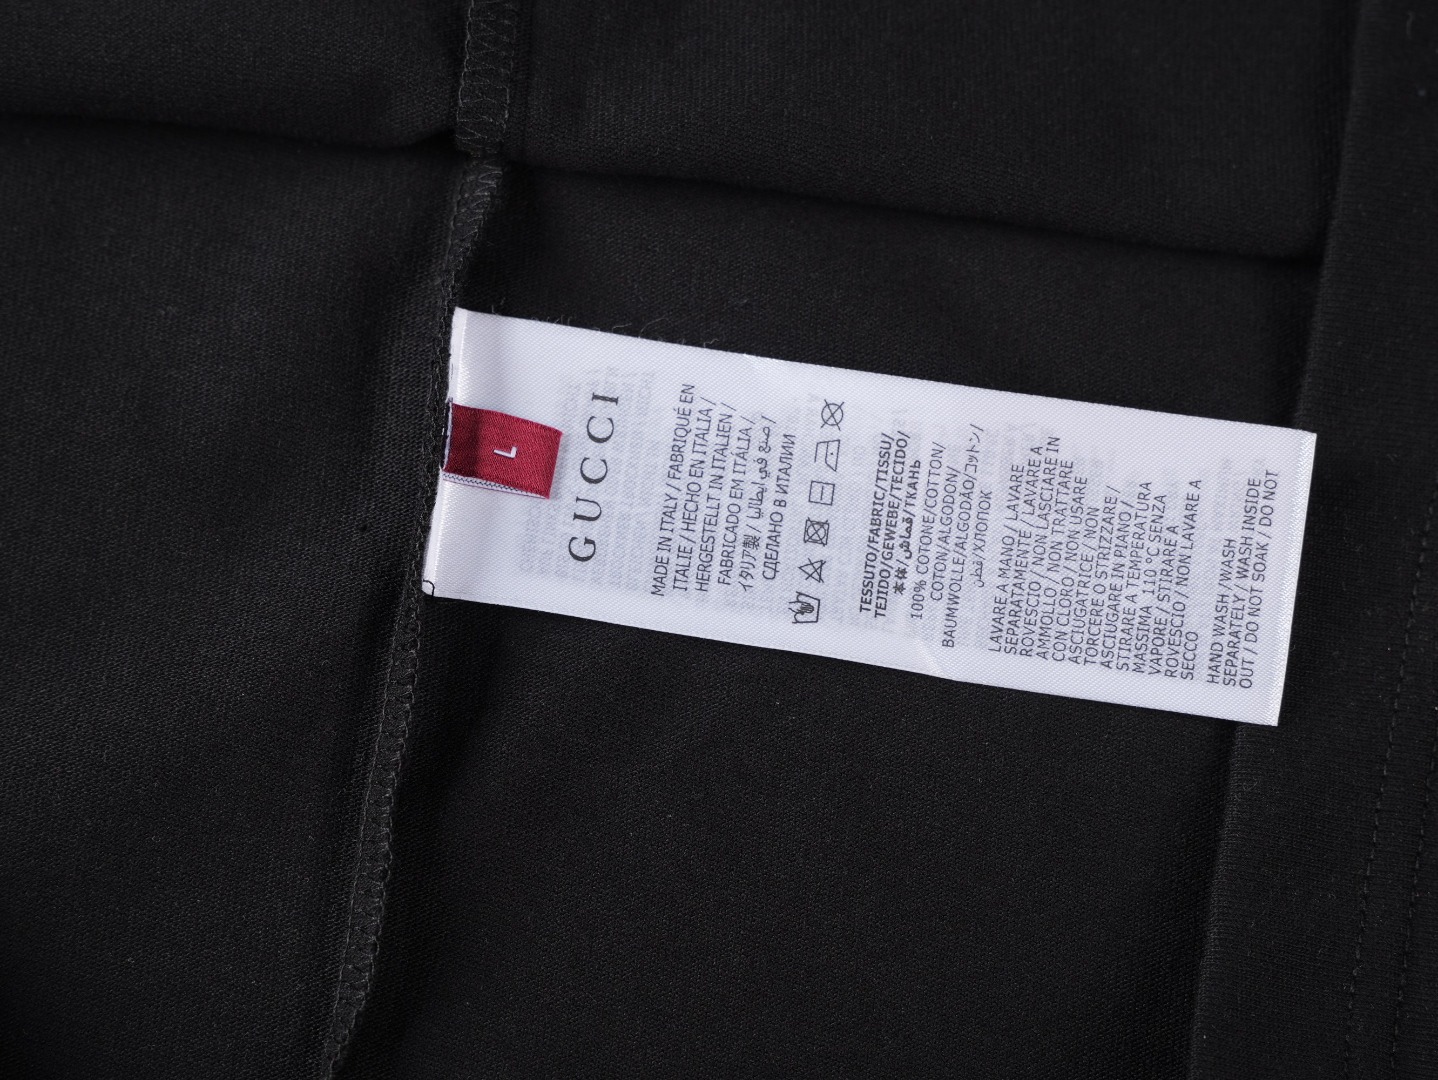 L
GUCCI
MADE IN ITALY / FABRIQUÉ EN
ITALIE / HECHO EN ITALIA /
HERGESTELLT IN ITALIEN /
FABRICADO EM ITÁLIA /
イタリア製 / صنع في ايطاليا /
СДЕЛАНО В ИТАЛИИ
TESSUTO/FABRIC/TISSU/
TEJIDO/GEWEBE/TECIDO/
本体/قماش/ТКАНЬ
100% COTONE/COTTON/
COTON/ALGODON/
BAUMWOLLE/ALGODÃO/コットン/
قطن/ХЛОПОК
LAVARE A MANO / LAVARE
SEPARATAMENTE / LAVARE A
ROVESCIO / NON LASCIARE IN
AMMOLLO / NON TRATTARE
CON CLORO / NON USARE
ASCIUGATRICE / NON
TORCERE O STRIZZARE /
ASCIUGARE IN PIANO /
STIRARE A TEMPERATURA
MASSIMA 110 °C SENZA
VAPORE / STIRARE A
ROVESCIO / NON LAVARE A
SECCO
HAND WASH WASH
SEPARATELY / WASH INSIDE
OUT / DO NOT SOAK / DO NOT